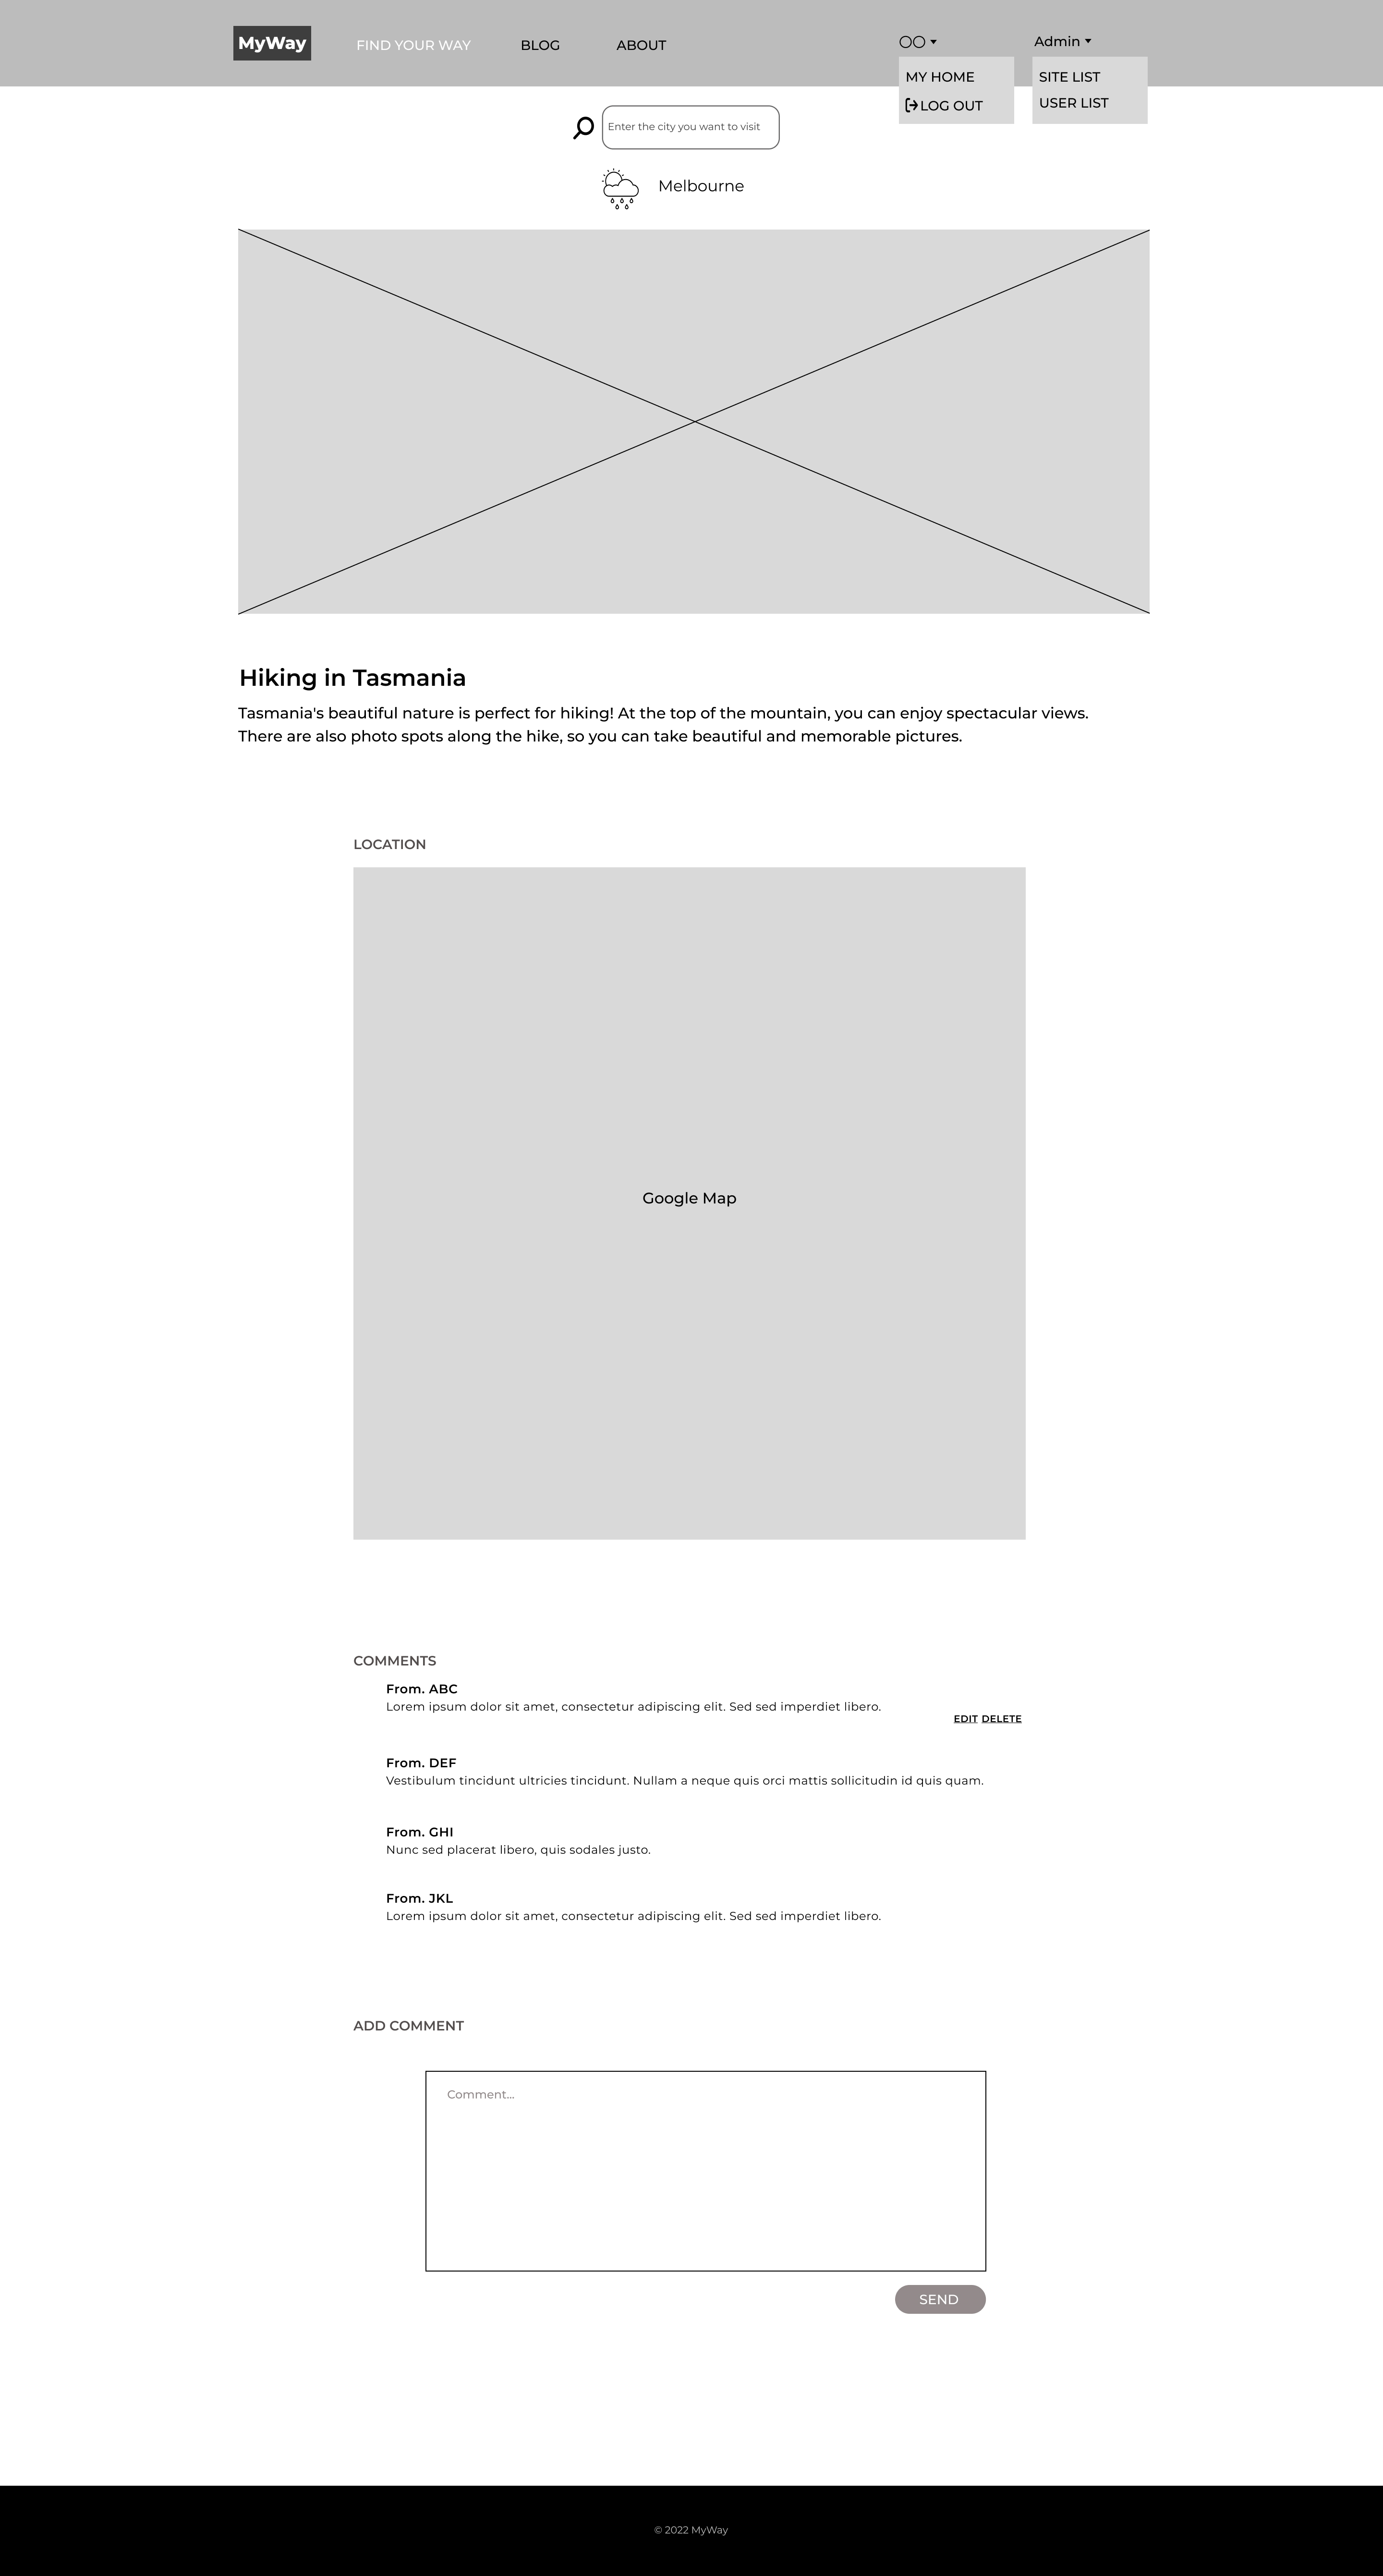 MyWay
FIND YOUR WAY
BLOG
ABOUT
○○
Admin
MY HOME
LOG OUT
SITE LIST
USER LIST
Enter the city you want to visit
Melbourne
Hiking in Tasmania
Tasmania's beautiful nature is perfect for hiking! At the top of the mountain, you can enjoy spectacular views.
There are also photo spots along the hike, so you can take beautiful and memorable pictures.
LOCATION
Google Map
COMMENTS
From. ABC
Lorem ipsum dolor sit amet, consectetur adipiscing elit. Sed sed imperdiet libero.
EDIT DELETE
From. DEF
Vestibulum tincidunt ultricies tincidunt. Nullam a neque quis orci mattis sollicitudin id quis quam.
From. GHI
Nunc sed placerat libero, quis sodales justo.
From. JKL
Lorem ipsum dolor sit amet, consectetur adipiscing elit. Sed sed imperdiet libero.
ADD COMMENT
Comment...
SEND
© 2022 MyWay